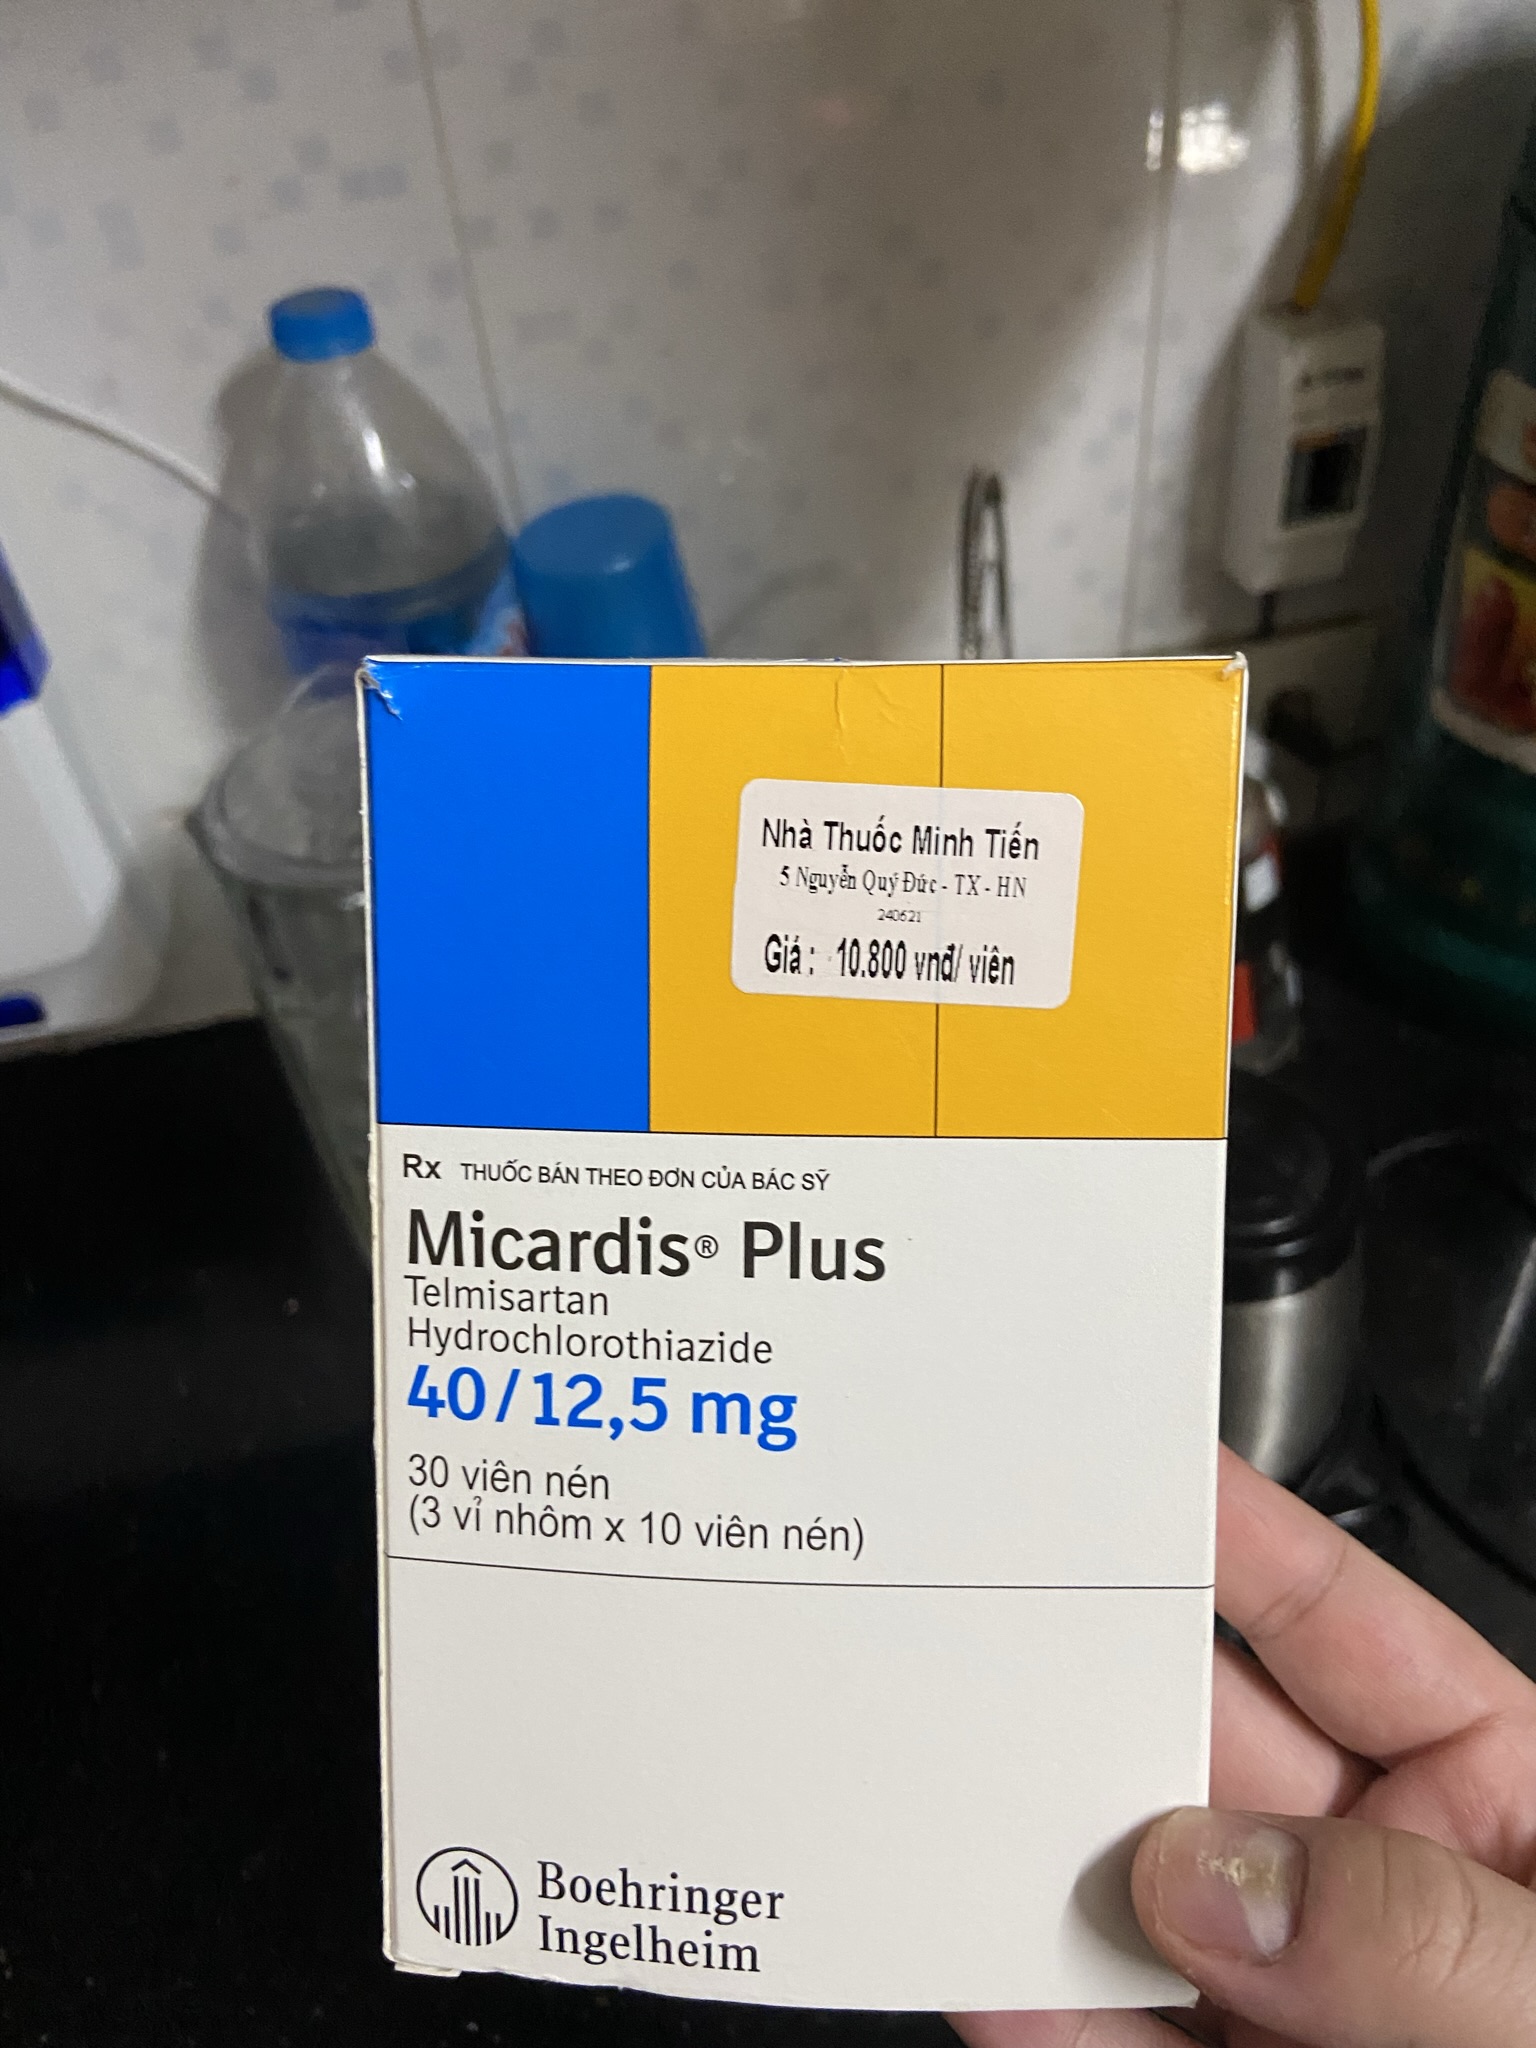 Nhà Thuốc Minh Tiến
5 Nguyễn Quý Đức - TX - HN
240621
Giá : 10.800 vnđ/ viên
Rx THUỐC BÁN THEO ĐƠN CỦA BÁC SỸ
Micardis® Plus
Telmisartan
Hydrochlorothiazide
40/12,5 mg
30 viên nén
(3 vỉ nhôm x 10 viên nén)
Boehringer
Ingelheim